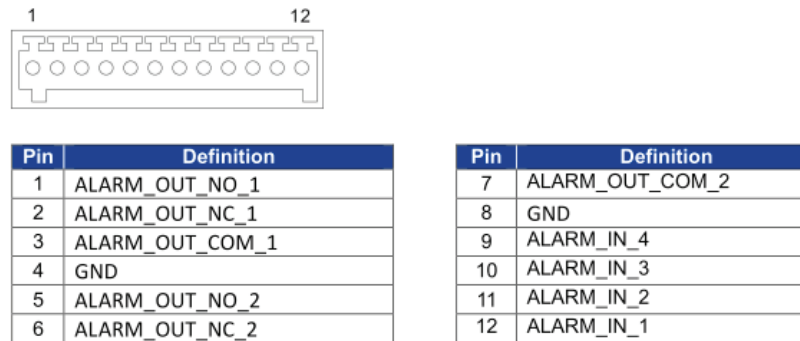 1 12
Pin Definition
1 ALARM_OUT_NO_1
2 ALARM_OUT_NC_1
3 ALARM_OUT_COM_1
4 GND
5 ALARM_OUT_NO_2
6 ALARM_OUT_NC_2
Pin Definition
7 ALARM_OUT_COM_2
8 GND
9 ALARM_IN_4
10 ALARM_IN_3
11 ALARM_IN_2
12 ALARM_IN_1